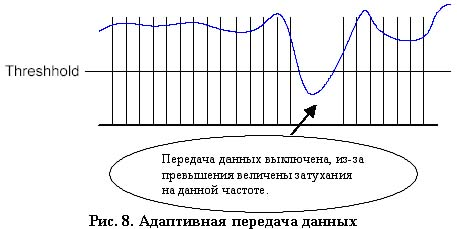 Threshhold
Передача данных выключена, из-за
превышения величены затухания
на данной частоте.
Рис. 8. Адаптивная передача данных